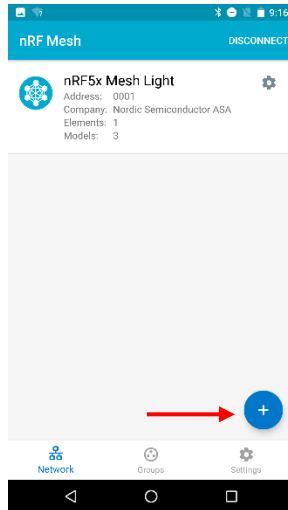 9:16
nRF Mesh
DISCONNECT
nRF5x Mesh Light
Address: 0001
Company: Nordic Semiconductor ASA
Elements: 1
Models: 3
+
Network
Groups
Settings